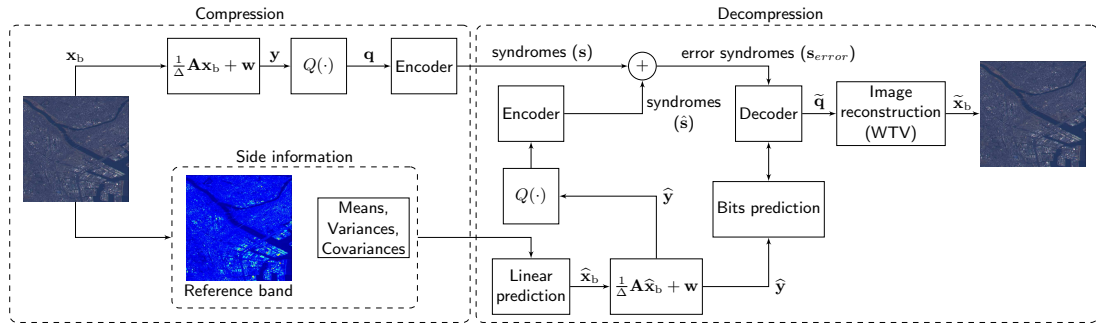 Compression
Decompression
x_b
1/Δ Ax_b + w
y
Q(·)
q
Encoder
syndromes (s)
+
error syndromes (s_error)
Encoder
syndromes
(ŝ)
Decoder
q̃
Image
reconstruction
(WTV)
x̃_b
Side information
Means,
Variances,
Covariances
Reference band
Q(·)
ŷ
Bits prediction
Linear
prediction
x̂_b
1/Δ Ax̂_b + w
ŷ